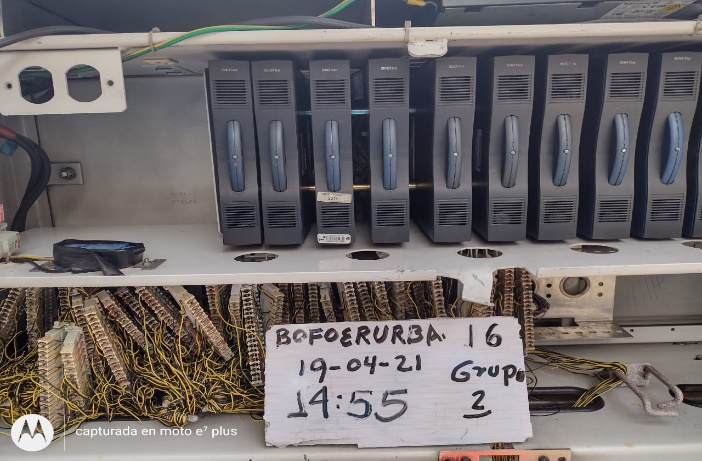 BOFOERURBA. 16
19-04-21 Grupo
14:55 2
capturada en moto e⁷ plus